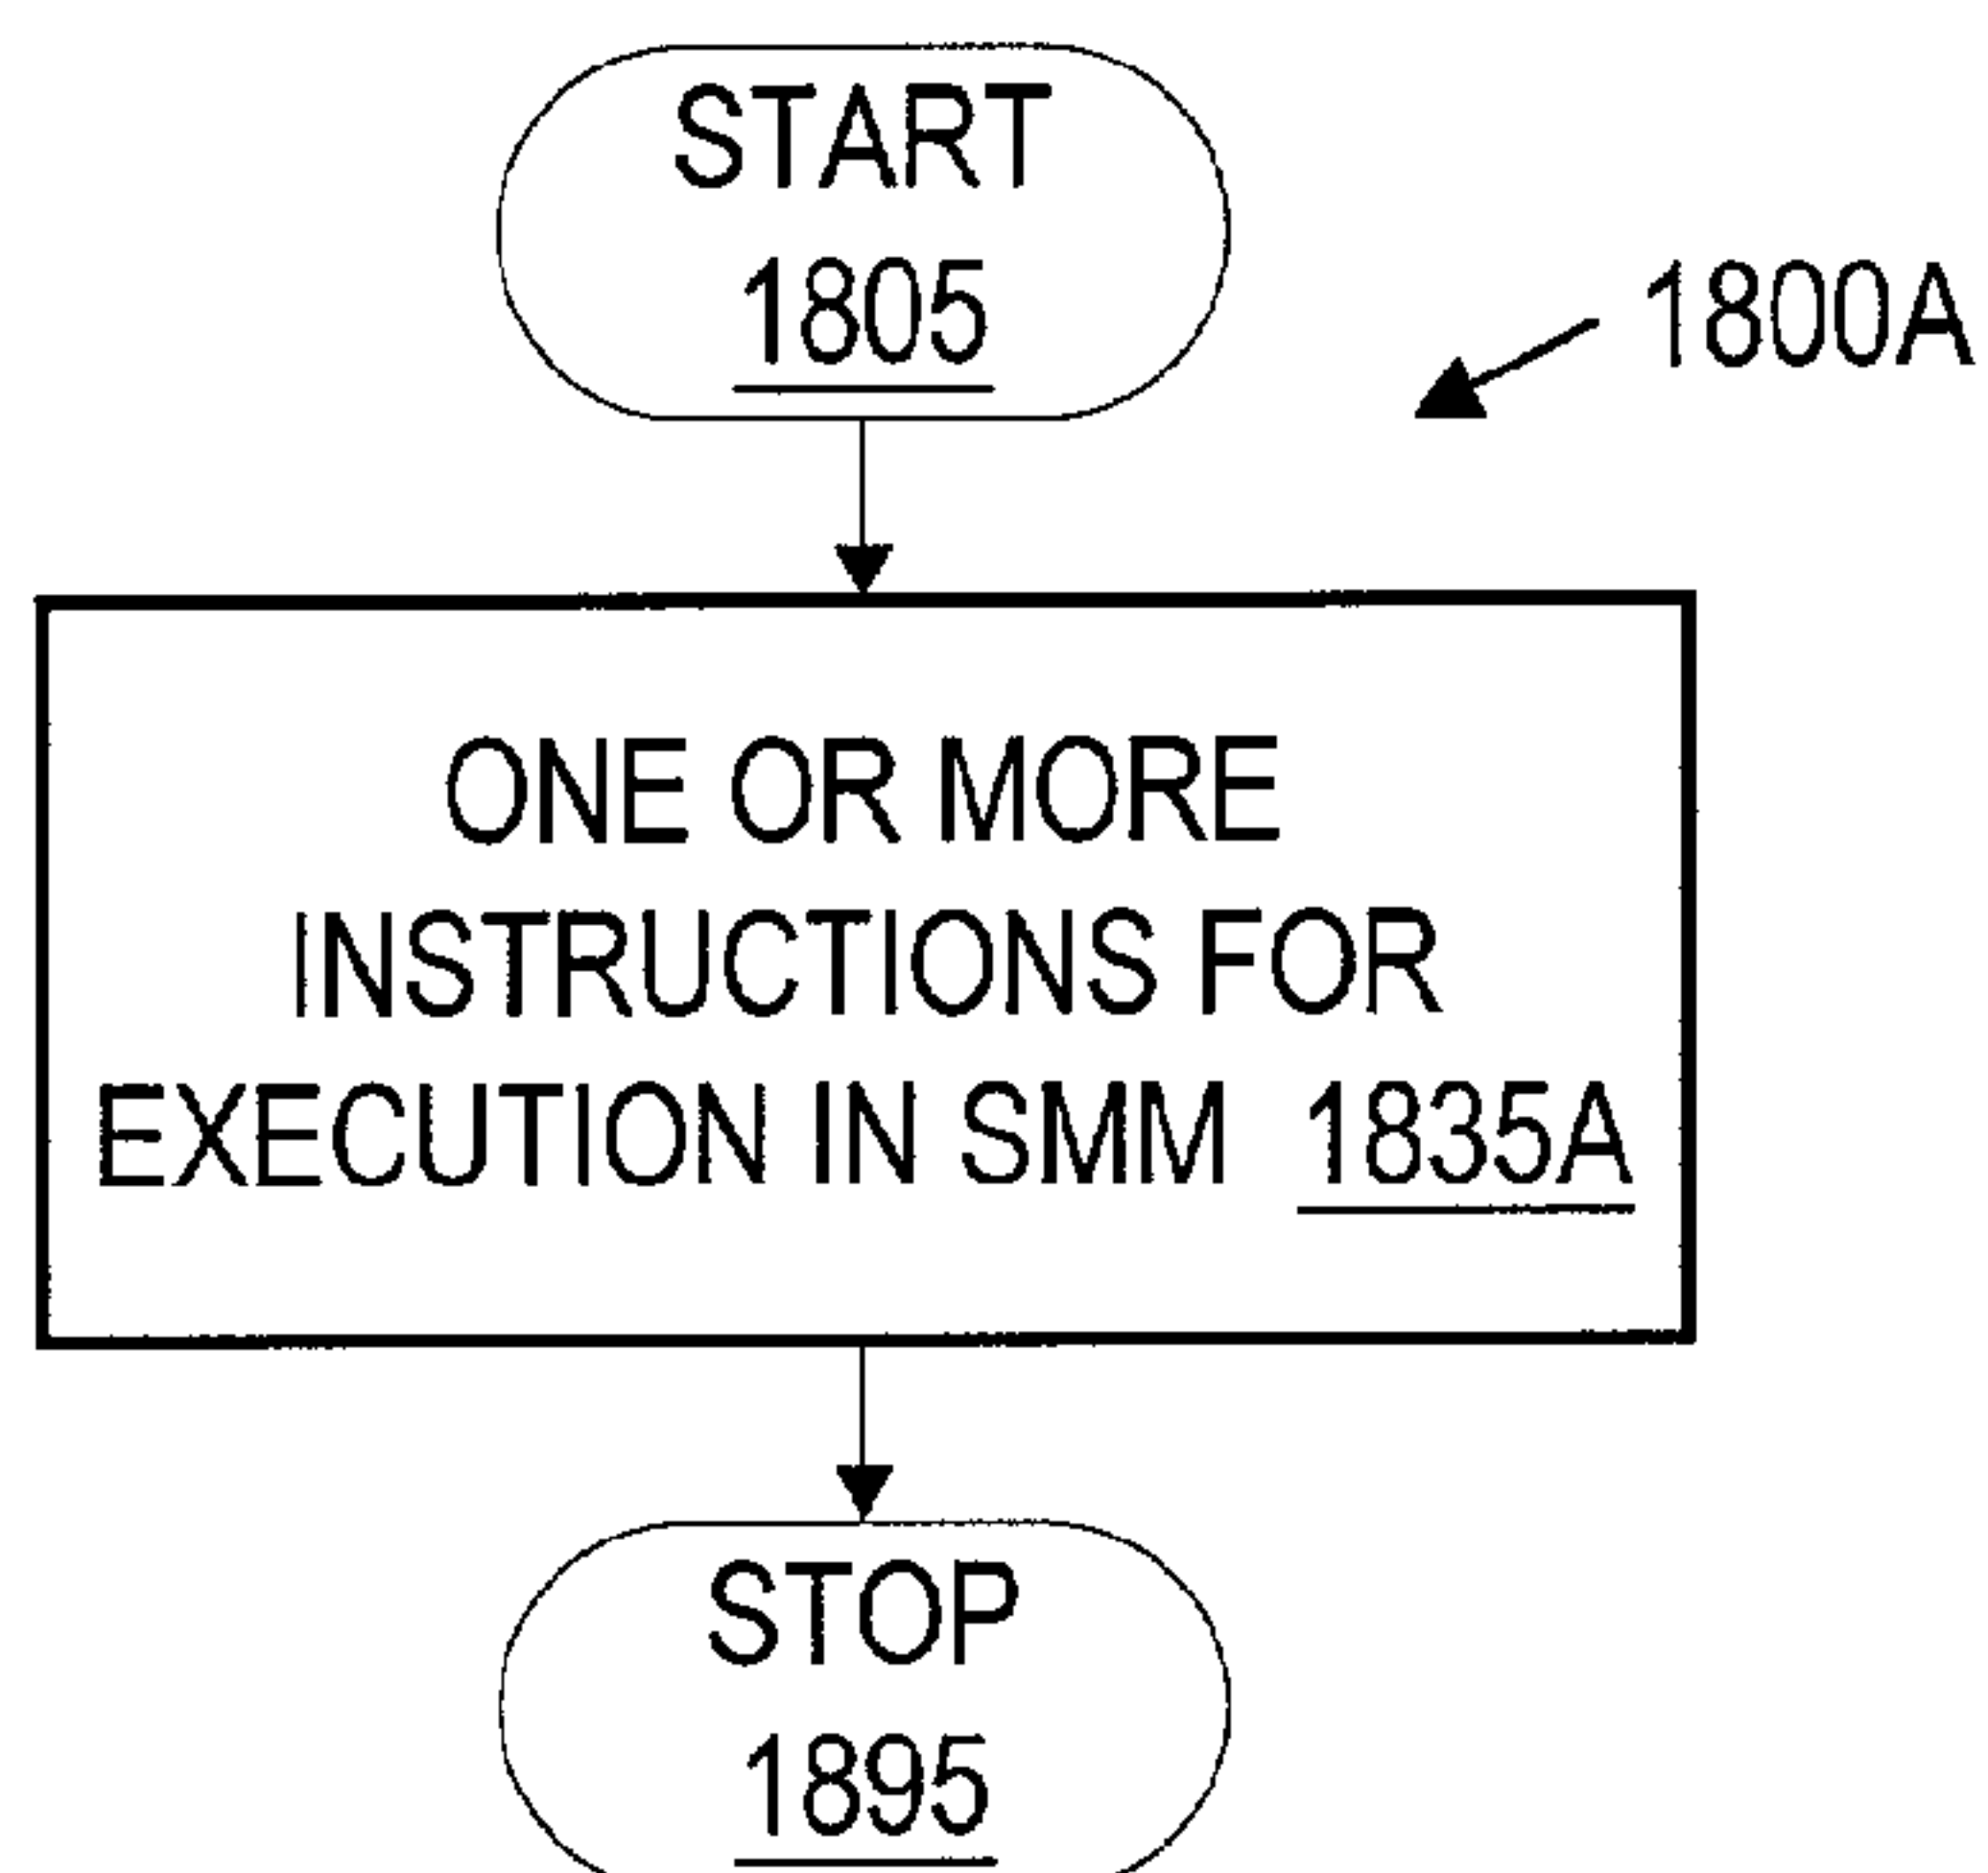 START
1805
1800A
ONE OR MORE
INSTRUCTIONS FOR
EXECUTION IN SMM 1835A
STOP
1895